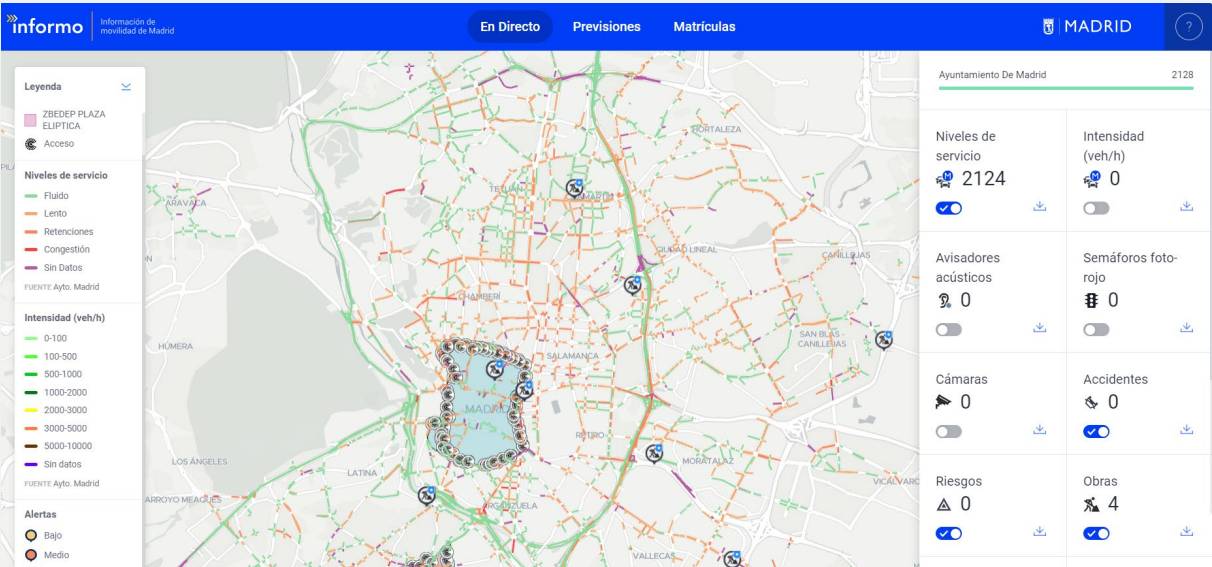 informo
Información de
movilidad de Madrid
En Directo
Previsiones
Matrículas
MADRID
?
Leyenda
ZBEDEP PLAZA
ELIPTICA
Acceso
Niveles de servicio
Fluido
Lento
Retenciones
Congestión
Sin Datos
FUENTE Ayto. Madrid
Intensidad (veh/h)
0-100
100-500
500-1000
1000-2000
2000-3000
3000-5000
5000-10000
Sin datos
FUENTE Ayto. Madrid
Alertas
Bajo
Medio
HORTALEZA
TETUÁN
CHAMARTÍN
ARAVACA
CIUDAD LINEAL
CANILLEJAS
CHAMBERÍ
SAN BLAS -
CANILLEJAS
HÚMERA
SALAMANCA
MADRID
RETIRO
LOS ÁNGELES
LATINA
MORATALAZ
VICÁLVARO
ARROYO MEAQUES
ARGANZUELA
VALLECAS
Ayuntamiento De Madrid 2128
Niveles de
servicio
2124
Intensidad
(veh/h)
0
Avisadores
acústicos
0
Semáforos foto-
rojo
0
Cámaras
0
Accidentes
0
Riesgos
0
Obras
4